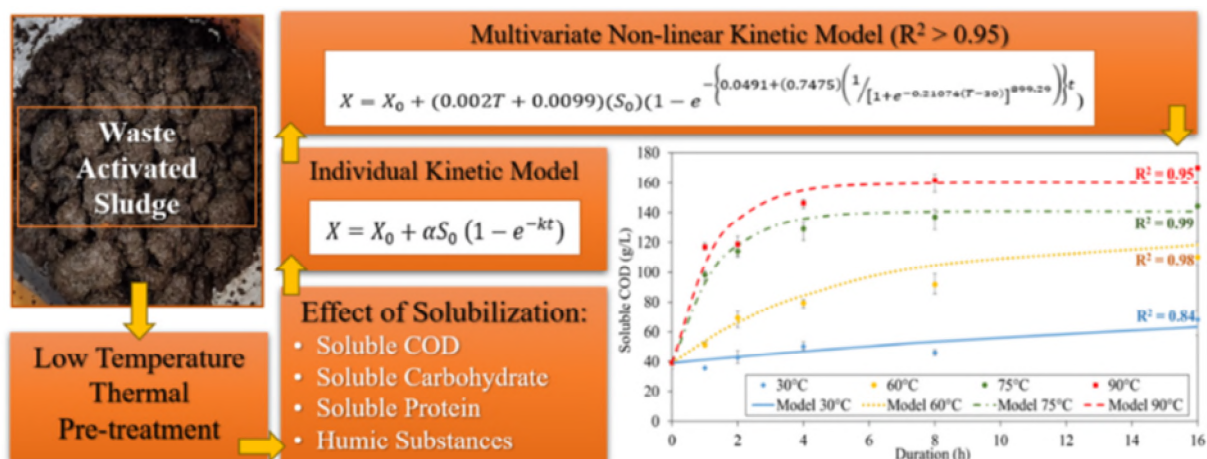 Waste
Activated
Sludge
Low Temperature
Thermal
Pre-treatment
Effect of Solubilization:
• Soluble COD
• Soluble Carbohydrate
• Soluble Protein
• Humic Substances
Individual Kinetic Model
X = X₀ + αS₀ (1 − e^{−kt})
Multivariate Non-linear Kinetic Model (R² > 0.95)
X = X₀ + (0.002T + 0.0099)(S₀)(1 − e^{−{0.0491+(0.7475)(1/[1+e^{−0.21074(T−30)}]^{899.29})}t})
Soluble COD (g/L)
180
160
140
120
100
80
60
40
20
0
R² = 0.95
R² = 0.99
R² = 0.98
R² = 0.84
30°C 60°C 75°C 90°C
Model 30°C Model 60°C Model 75°C Model 90°C
0 2 4 6 8 10 12 14 16
Duration (h)